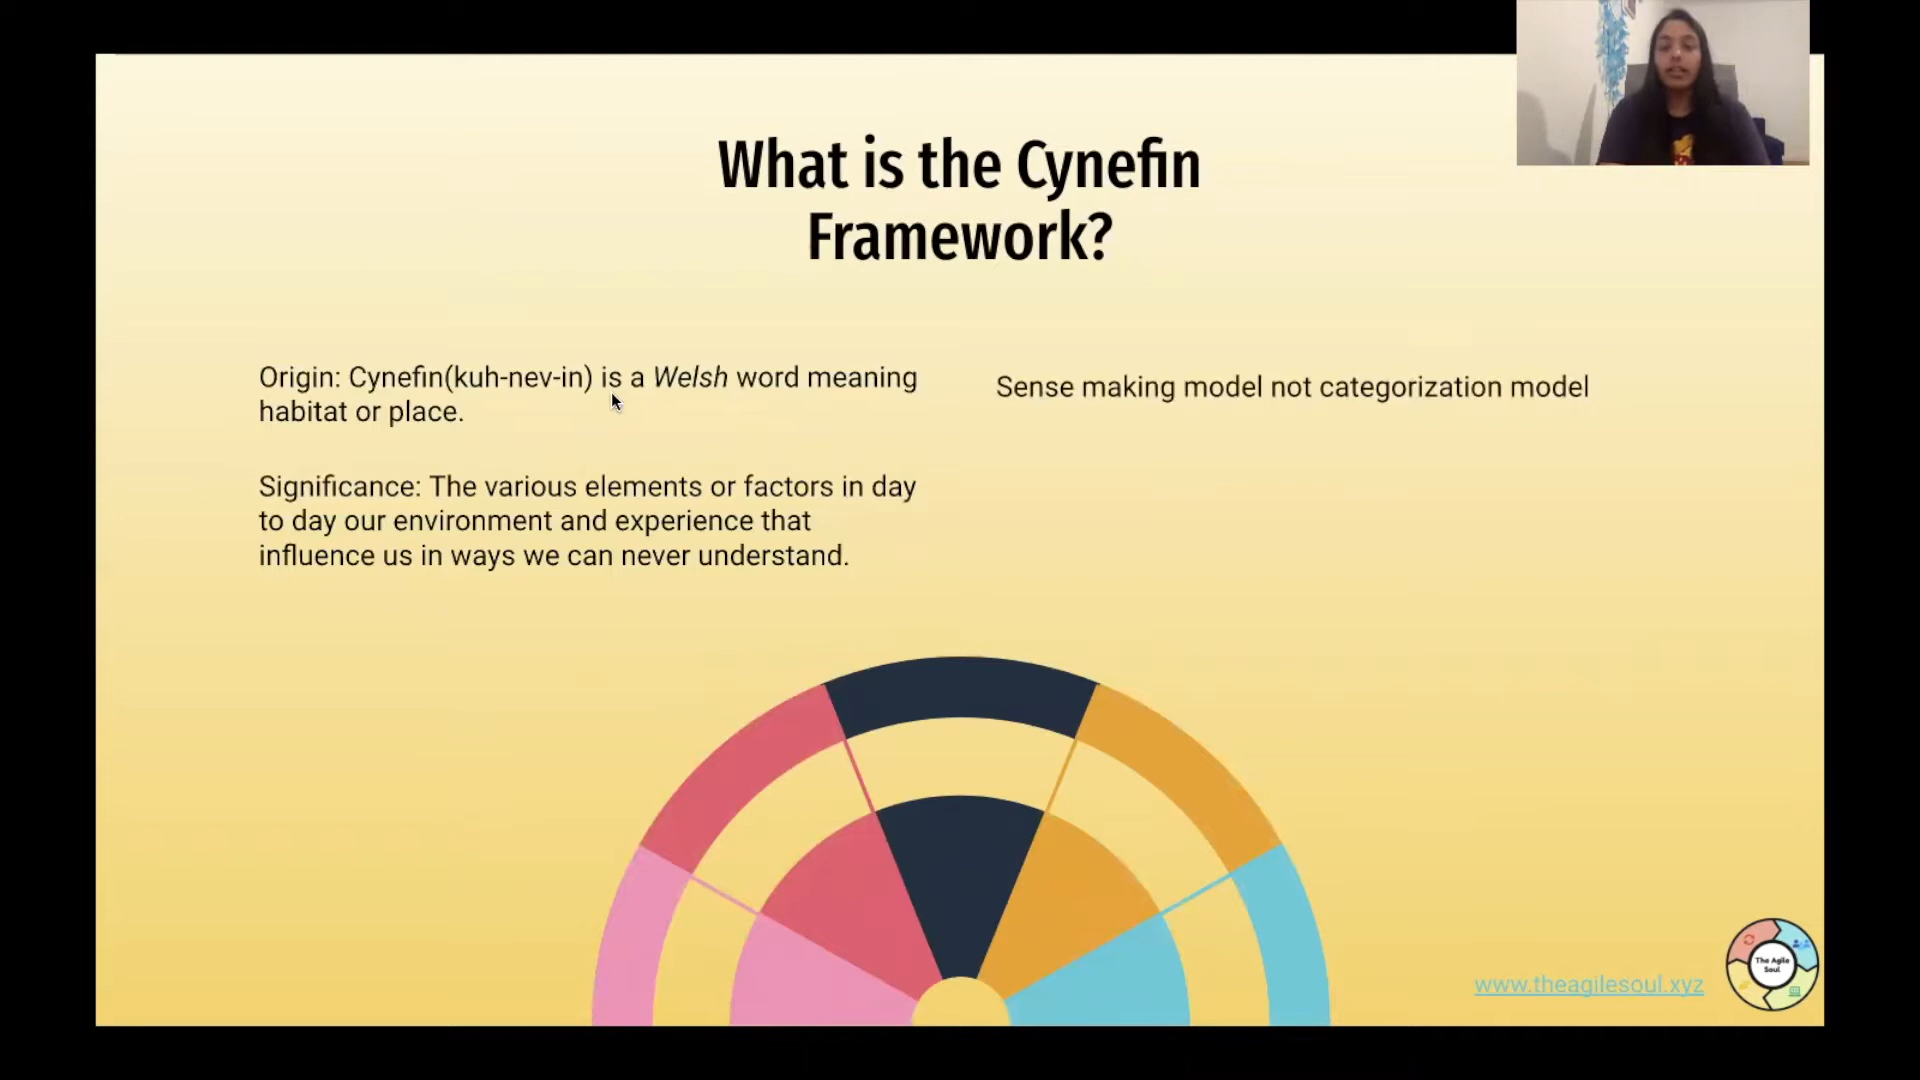 What is the Cynefin
Framework?
Origin: Cynefin(kuh-nev-in) is a Welsh word meaning
habitat or place.
Significance: The various elements or factors in day
to day our environment and experience that
influence us in ways we can never understand.
Sense making model not categorization model
www.theagilesoul.xyz
The Agile
Soul